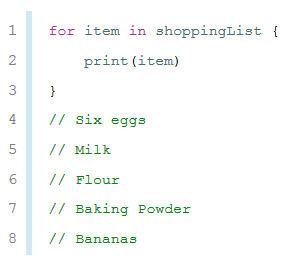 1 for item in shoppingList {
2     print(item)
3 }
4 // Six eggs
5 // Milk
6 // Flour
7 // Baking Powder
8 // Bananas